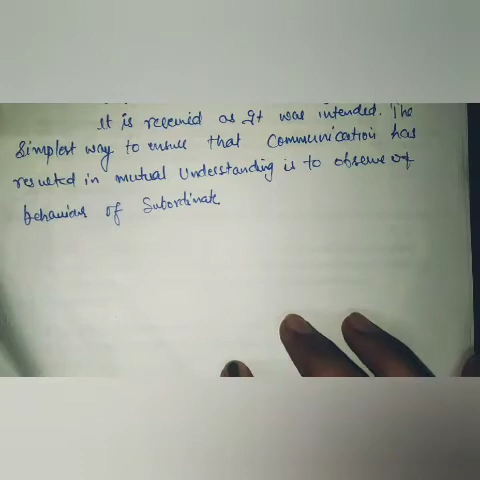 It is received as It was intended. The
Simplest way to ensure that Communication has
resulted in mutual Understanding is to observe of
behaviour of Subordinate